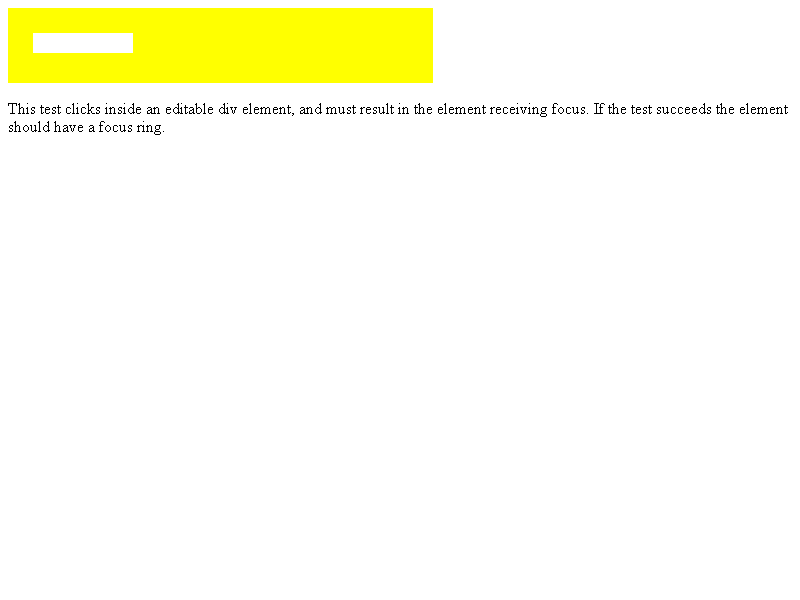 This test clicks inside an editable div element, and must result in the element receiving focus. If the test succeeds the element
should have a focus ring.